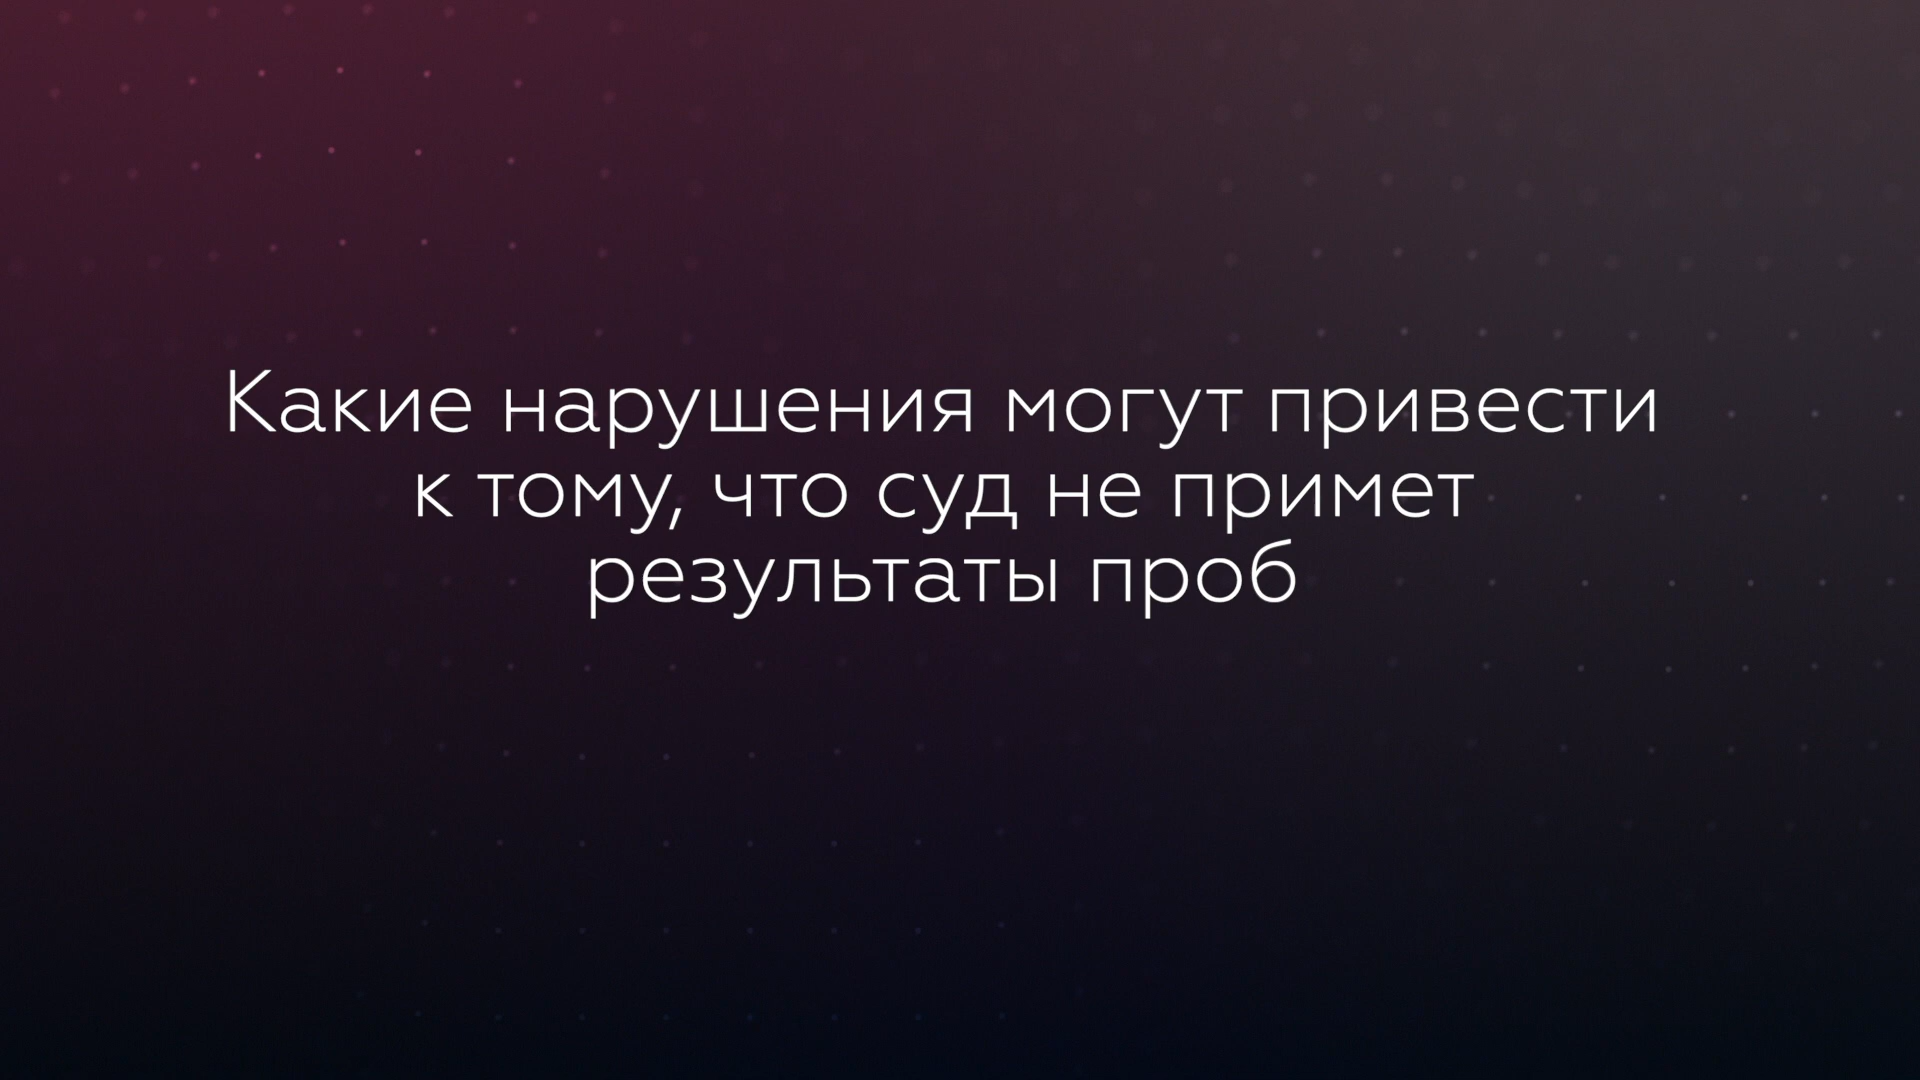 Какие нарушения могут привести
к тому, что суд не примет
результаты проб